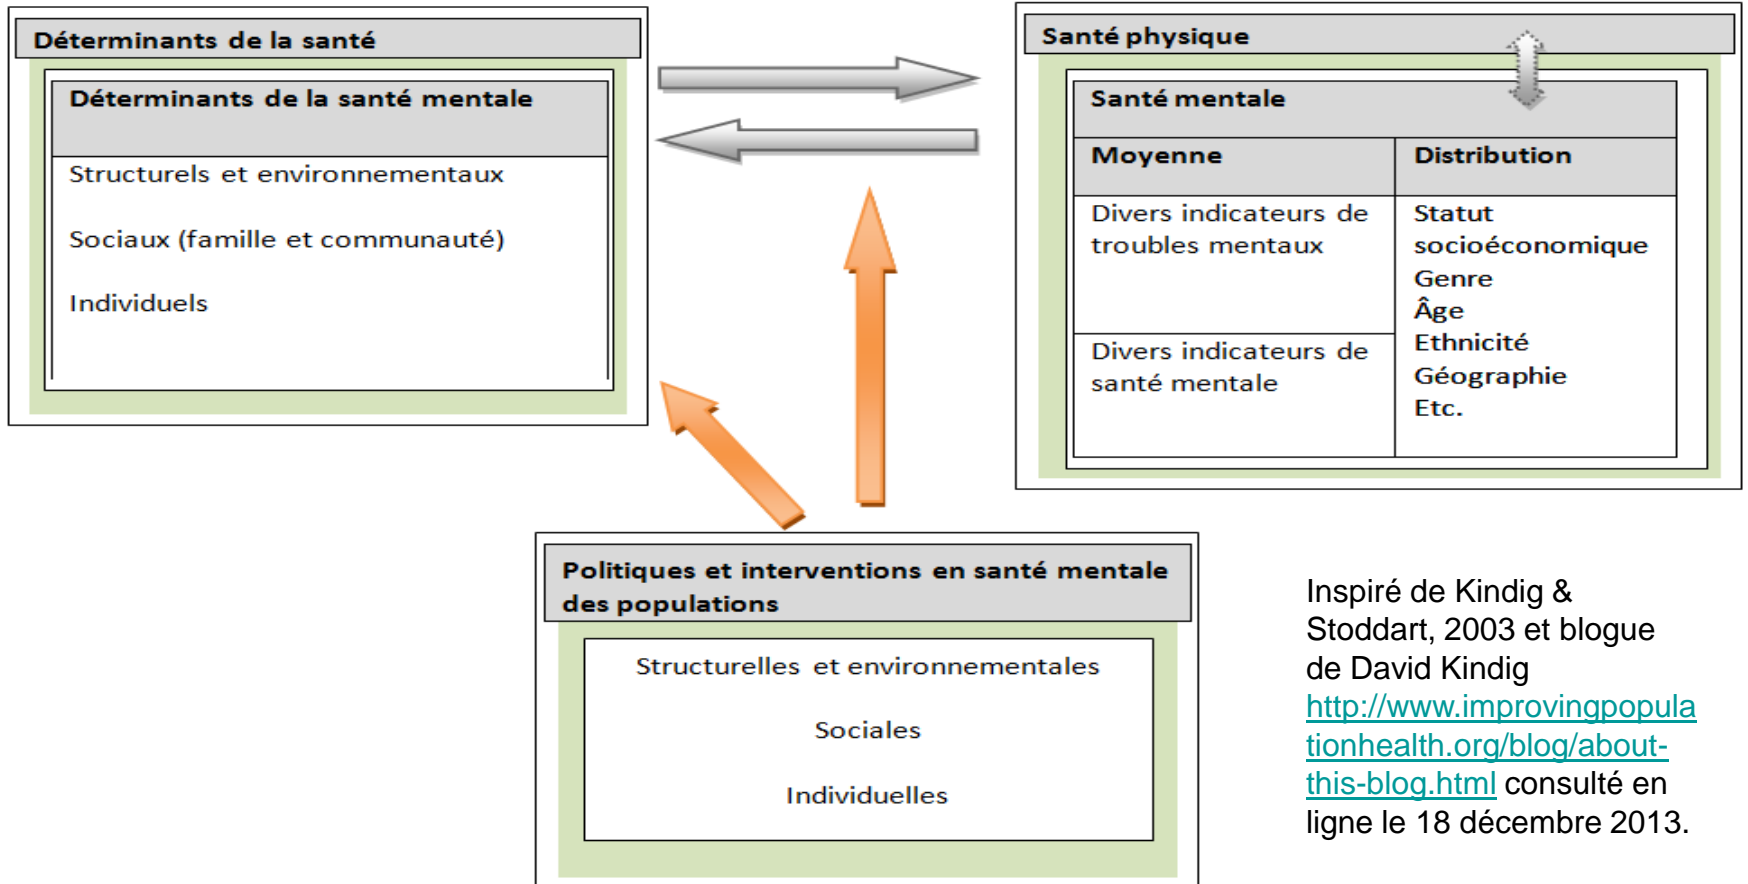 Déterminants de la santé
Déterminants de la santé mentale
Structurels et environnementaux
Sociaux (famille et communauté)
Individuels
Santé physique
Santé mentale
Moyenne
Divers indicateurs de
troubles mentaux
Divers indicateurs de
santé mentale
Distribution
Statut
socioéconomique
Genre
Âge
Ethnicité
Géographie
Etc.
Politiques et interventions en santé mentale
des populations
Structurelles et environnementales
Sociales
Individuelles
Inspiré de Kindig &
Stoddart, 2003 et blogue
de David Kindig
http://www.improvingpopula
tionhealth.org/blog/about-
this-blog.html consulté en
ligne le 18 décembre 2013.